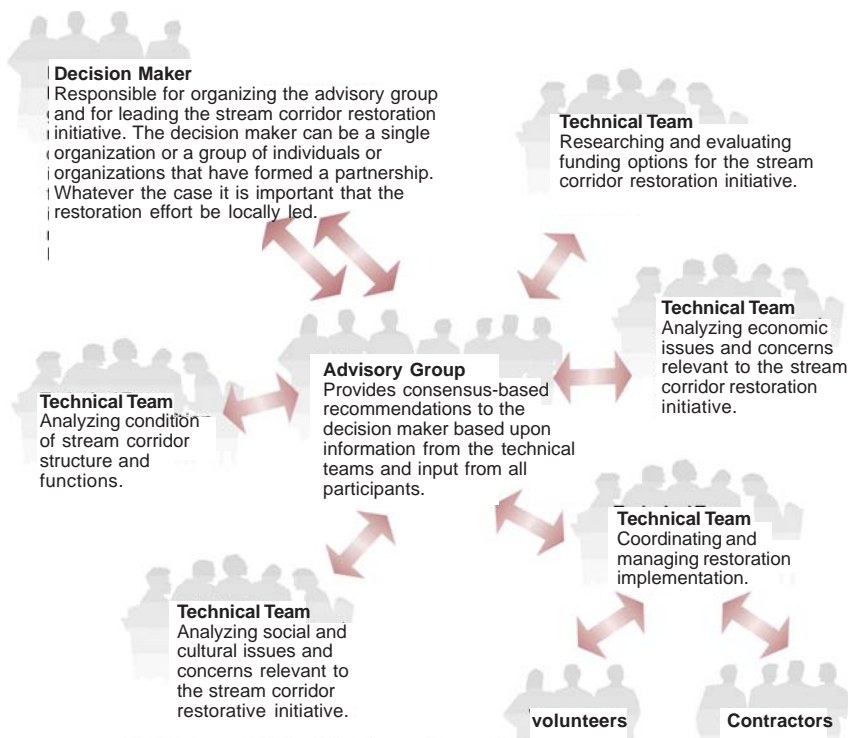 Decision Maker
Responsible for organizing the advisory group
and for leading the stream corridor restoration
initiative. The decision maker can be a single
organization or a group of individuals or
organizations that have formed a partnership.
Whatever the case it is important that the
restoration effort be locally led.
Technical Team
Researching and evaluating
funding options for the stream
corridor restoration initiative.
Technical Team
Analyzing economic
issues and concerns
relevant to the stream
corridor restoration
initiative.
Advisory Group
Provides consensus-based
recommendations to the
decision maker based upon
information from the technical
teams and input from all
participants.
Technical Team
Analyzing condition
of stream corridor
structure and
functions.
Technical Team
Coordinating and
managing restoration
implementation.
Technical Team
Analyzing social and
cultural issues and
concerns relevant to
the stream corridor
restorative initiative.
volunteers
Contractors